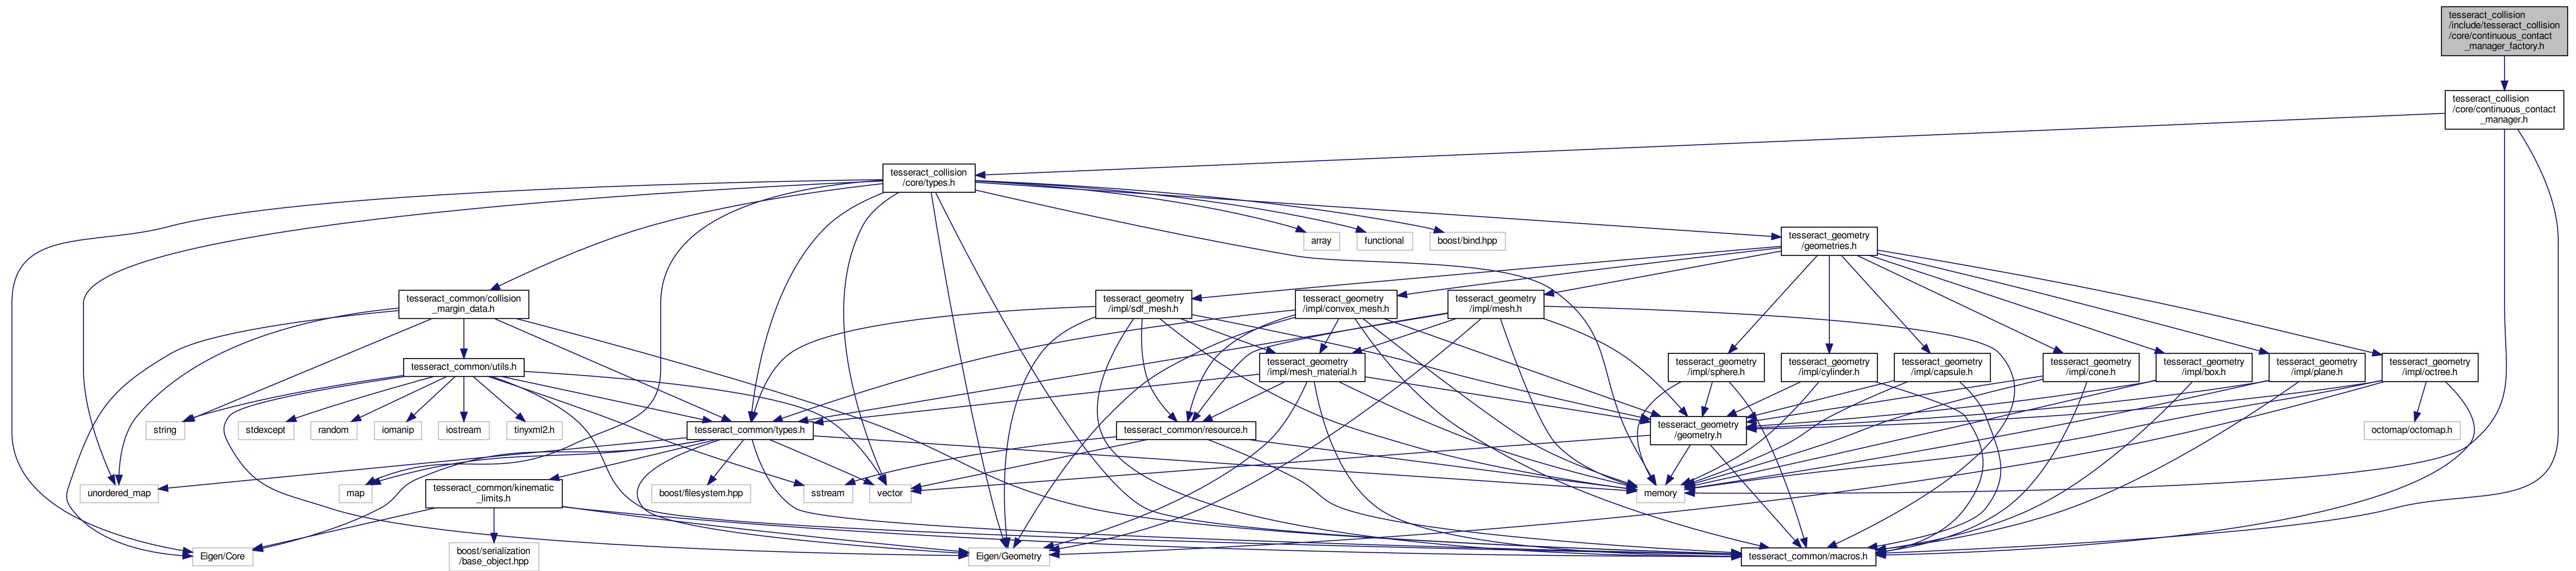 tesseract_collision
/include/tesseract_collision
/core/continuous_contact
_manager_factory.h
tesseract_collision
/core/continuous_contact
_manager.h
tesseract_collision
/core/types.h
array
functional
boost/bind.hpp
tesseract_geometry
/geometries.h
tesseract_common/collision
_margin_data.h
tesseract_geometry
/impl/sdf_mesh.h
tesseract_geometry
/impl/convex_mesh.h
tesseract_geometry
/impl/mesh.h
tesseract_common/utils.h
tesseract_geometry
/impl/mesh_material.h
tesseract_geometry
/impl/sphere.h
tesseract_geometry
/impl/cylinder.h
tesseract_geometry
/impl/capsule.h
tesseract_geometry
/impl/cone.h
tesseract_geometry
/impl/box.h
tesseract_geometry
/impl/plane.h
tesseract_geometry
/impl/octree.h
string
stdexcept
random
iomanip
iostream
tinyxml2.h
tesseract_common/types.h
tesseract_common/resource.h
tesseract_geometry
/geometry.h
octomap/octomap.h
unordered_map
map
tesseract_common/kinematic
_limits.h
boost/filesystem.hpp
sstream
vector
memory
Eigen/Core
boost/serialization
/base_object.hpp
Eigen/Geometry
tesseract_common/macros.h